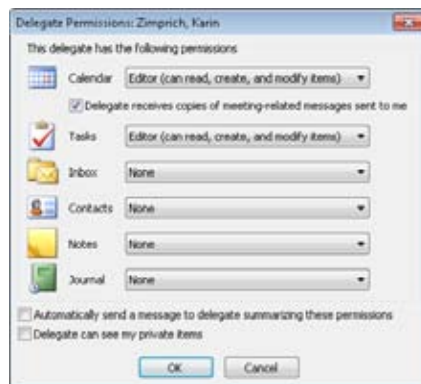 Delegate Permissions: Zimprich, Karin
This delegate has the following permissions
Calendar Editor (can read, create, and modify items)
Delegate receives copies of meeting-related messages sent to me
Tasks Editor (can read, create, and modify items)
Inbox None
Contacts None
Notes None
Journal None
Automatically send a message to delegate summarizing these permissions
Delegate can see my private items
OK Cancel